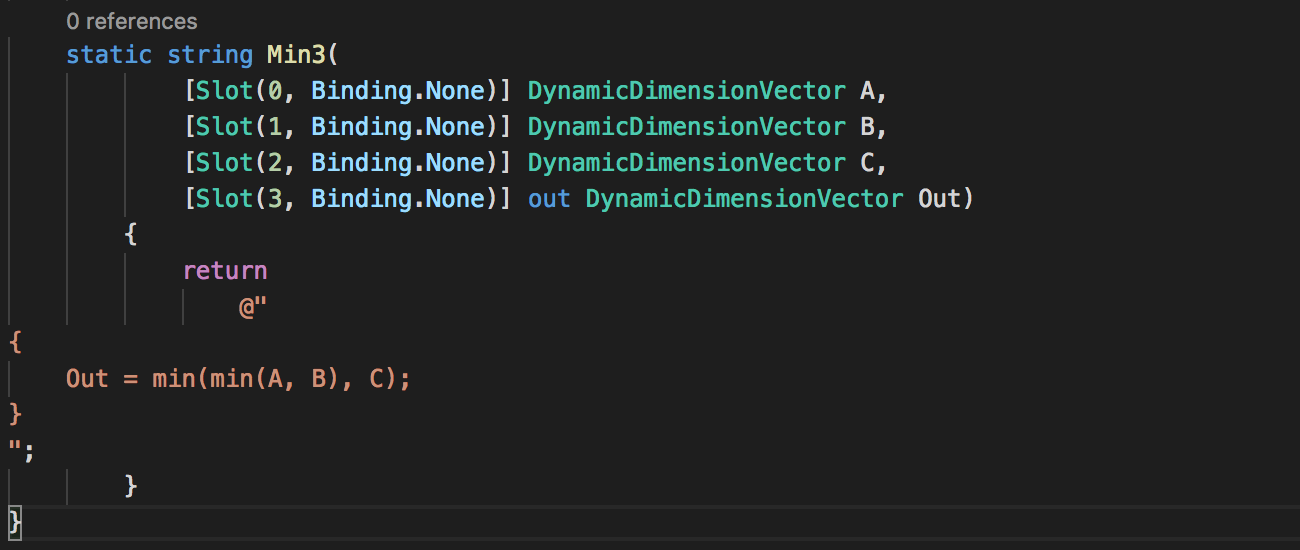 0 references
static string Min3(
[Slot(0, Binding.None)] DynamicDimensionVector A,
[Slot(1, Binding.None)] DynamicDimensionVector B,
[Slot(2, Binding.None)] DynamicDimensionVector C,
[Slot(3, Binding.None)] out DynamicDimensionVector Out)
{
return
@"
{
Out = min(min(A, B), C);
}
";
}
}